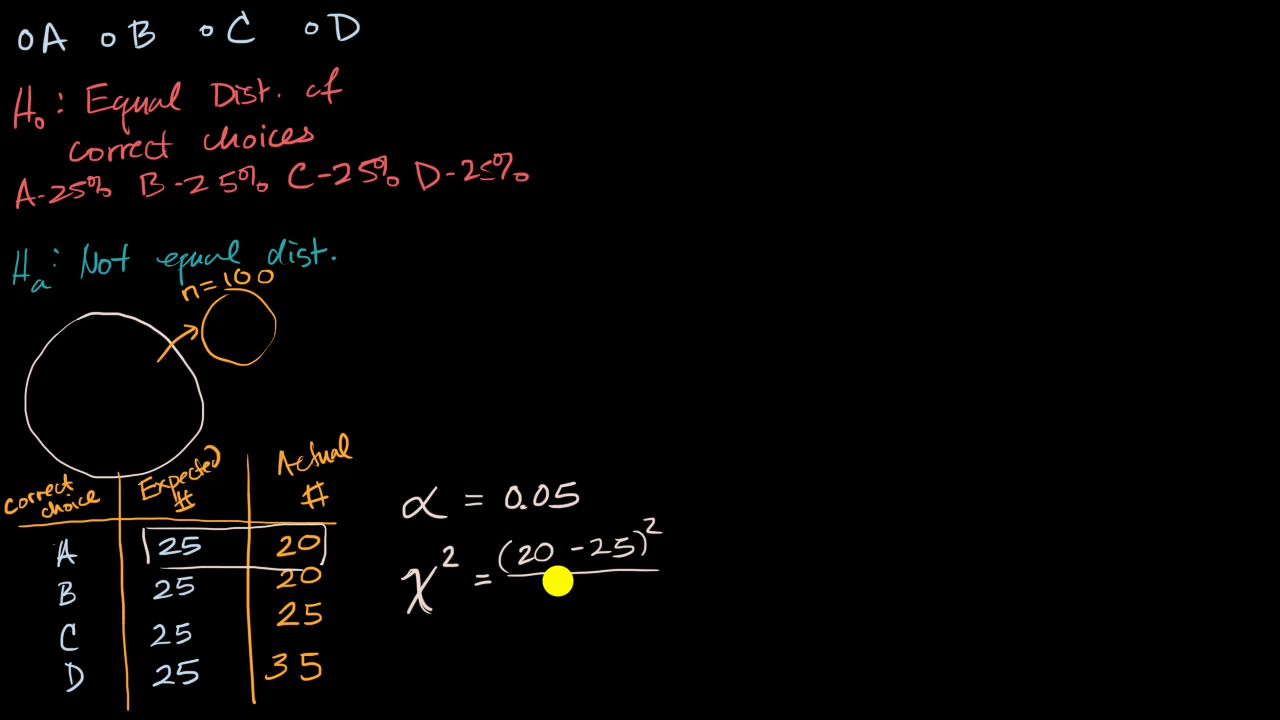 A B C D
H₀: Equal Dist. of
correct choices
A-25% B-25% C-25% D-25%
Hₐ: Not equal dist.
n=100
correct choice Expected # Actual #
A 25 20
B 25 20
C 25 25
D 25 35
α = 0.05
χ² = (20 - 25)²